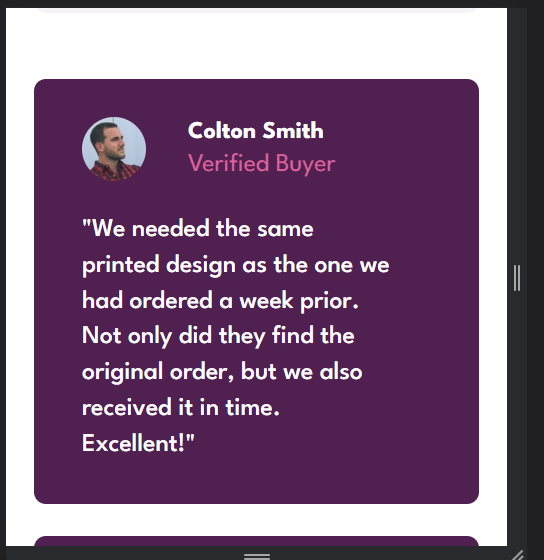 Colton Smith
Verified Buyer
"We needed the same
printed design as the one we
had ordered a week prior.
Not only did they find the
original order, but we also
received it in time.
Excellent!"